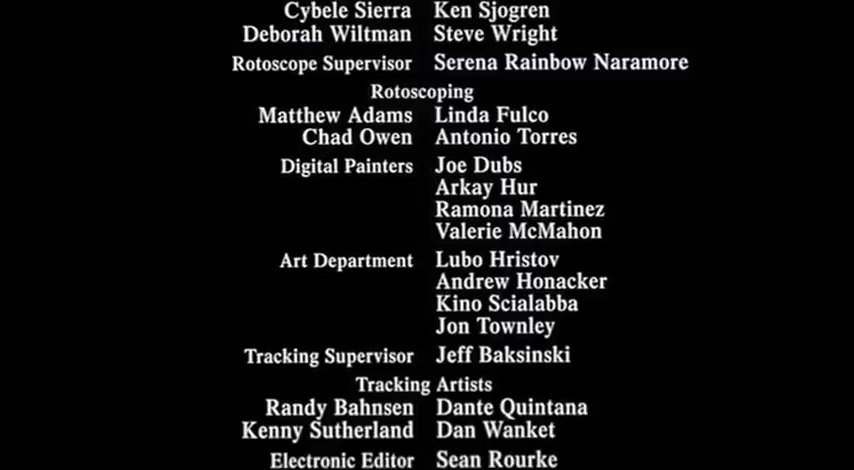 Cybele Sierra Ken Sjogren
Deborah Wiltman Steve Wright
Rotoscope Supervisor Serena Rainbow Naramore
Rotoscoping
Matthew Adams Linda Fulco
Chad Owen Antonio Torres
Digital Painters Joe Dubs
Arkay Hur
Ramona Martinez
Valerie McMahon
Art Department Lubo Hristov
Andrew Honacker
Kino Scialabba
Jon Townley
Tracking Supervisor Jeff Baksinski
Tracking Artists
Randy Bahnsen Dante Quintana
Kenny Sutherland Dan Wanket
Electronic Editor Sean Rourke